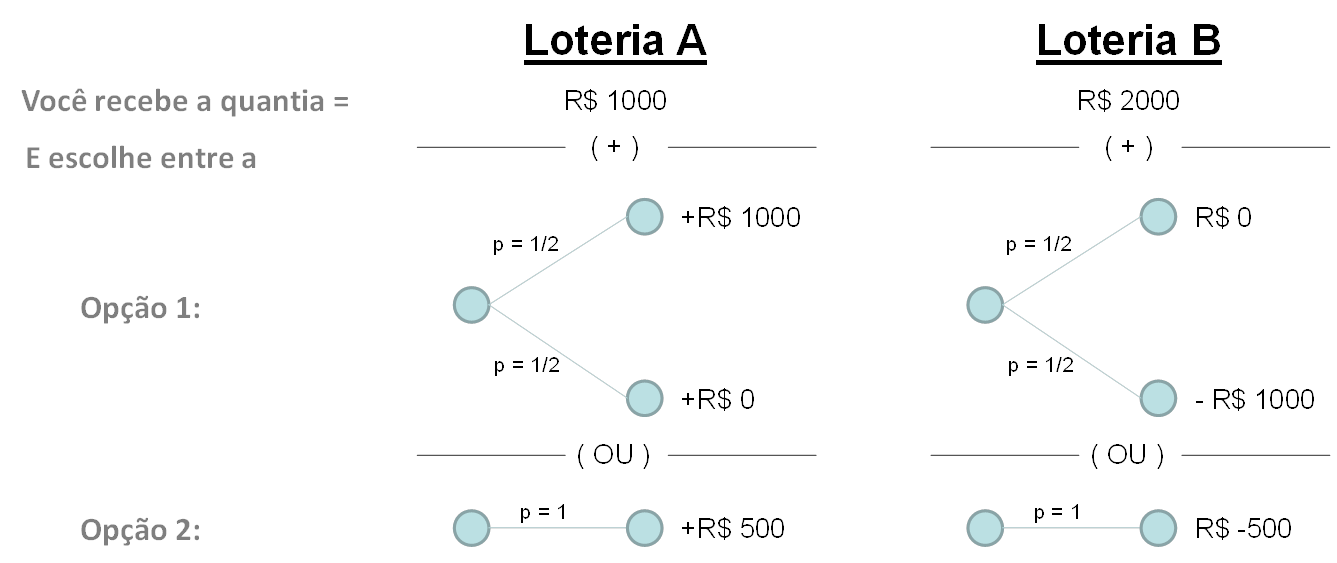 Loteria A
Loteria B
Você recebe a quantia =
R$ 1000
R$ 2000
E escolhe entre a
( + )
( + )
+R$ 1000
R$ 0
p = 1/2
p = 1/2
Opção 1:
p = 1/2
p = 1/2
+R$ 0
- R$ 1000
( OU )
( OU )
Opção 2:
p = 1
+R$ 500
p = 1
R$ -500